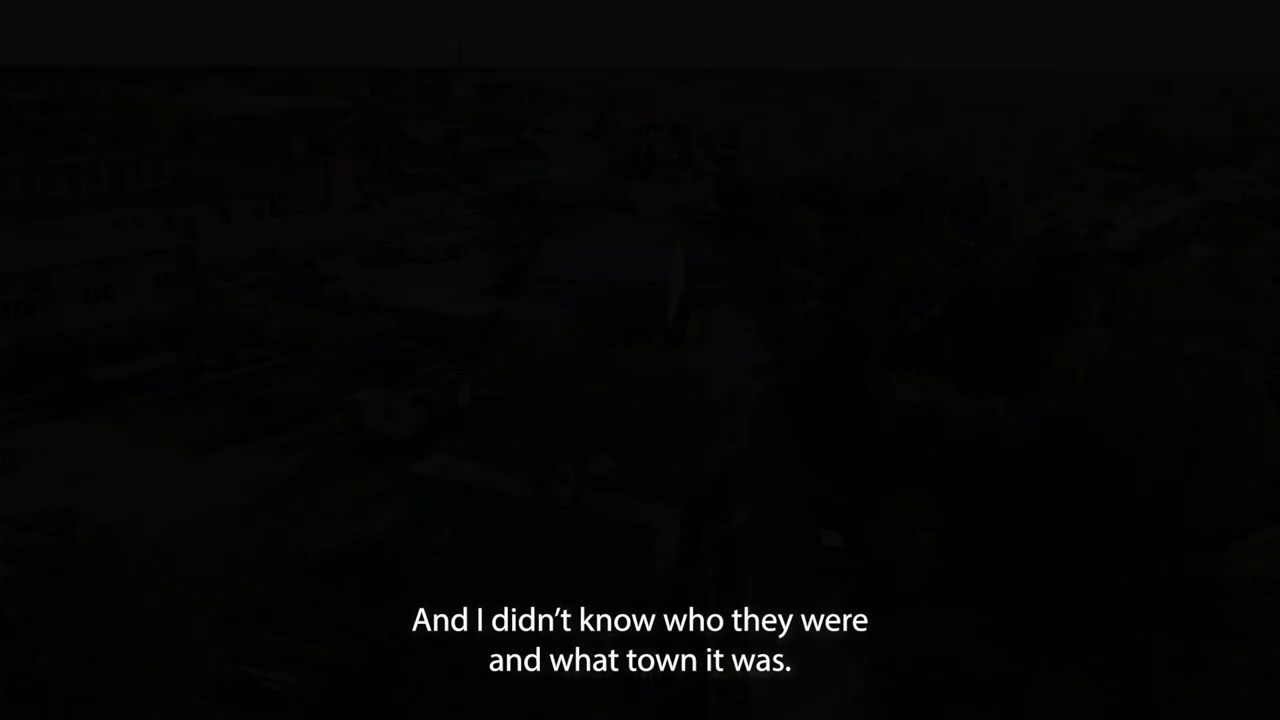 And I didn’t know who they were
and what town it was.